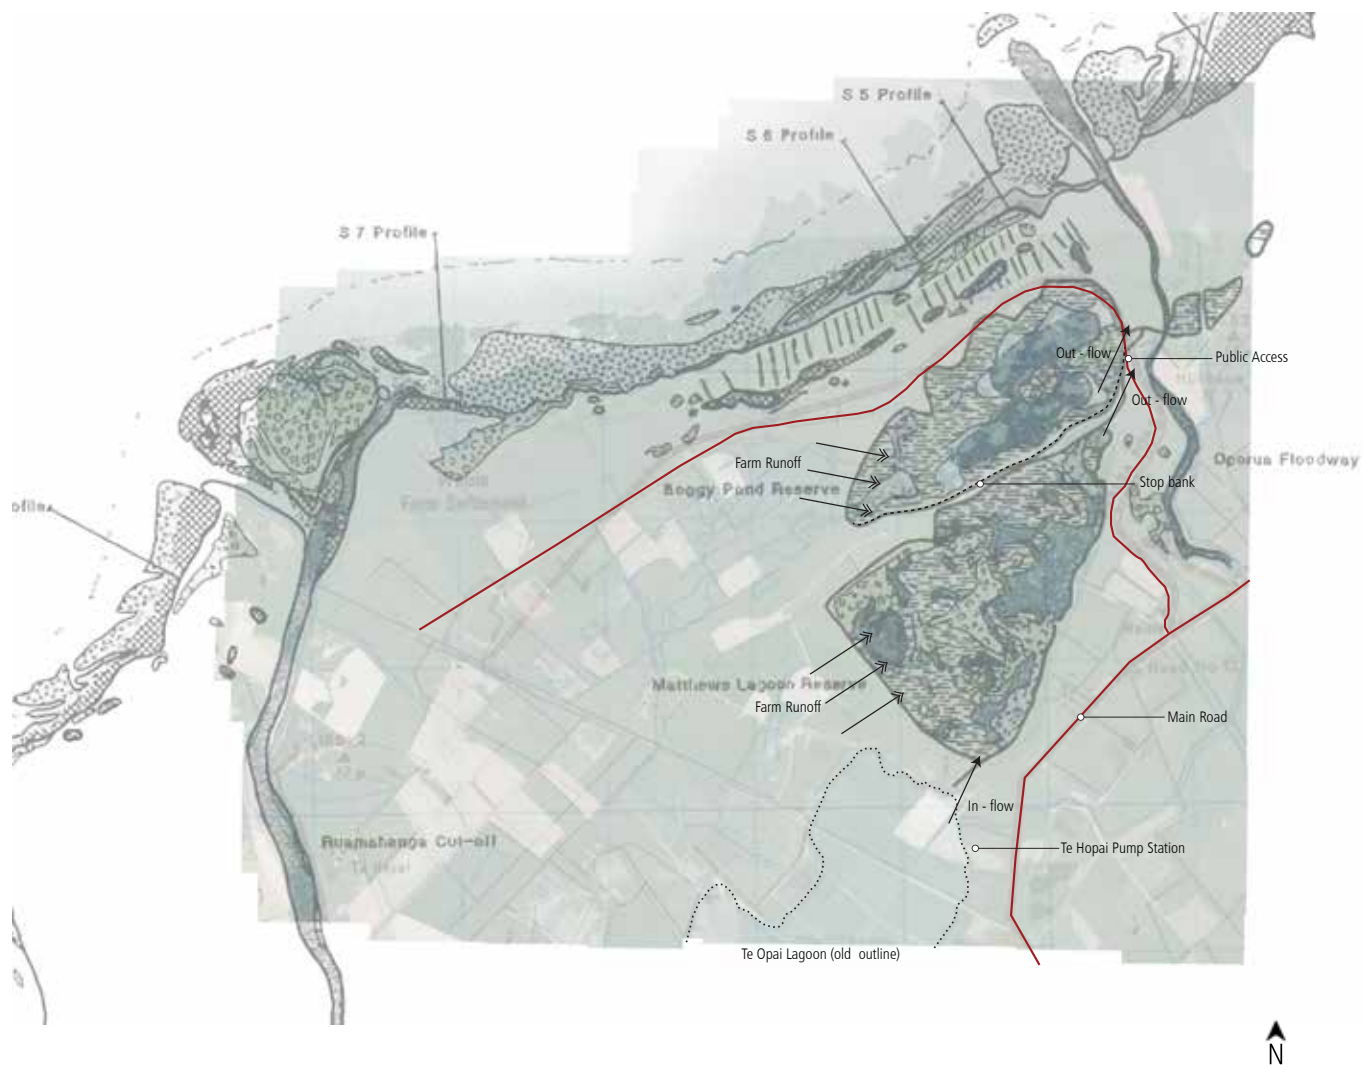 S 5 Profile
S 6 Profile
S 7 Profile
Out - flow
Public Access
Out - flow
Farm Runoff
Oporua Floodway
Stop bank
Boggy Pond Reserve
Matthews Lagoon Reserve
Farm Runoff
Main Road
In - flow
Ruamahanga Cut-off
Te Hopai Pump Station
Te Opai Lagoon (old outline)
N